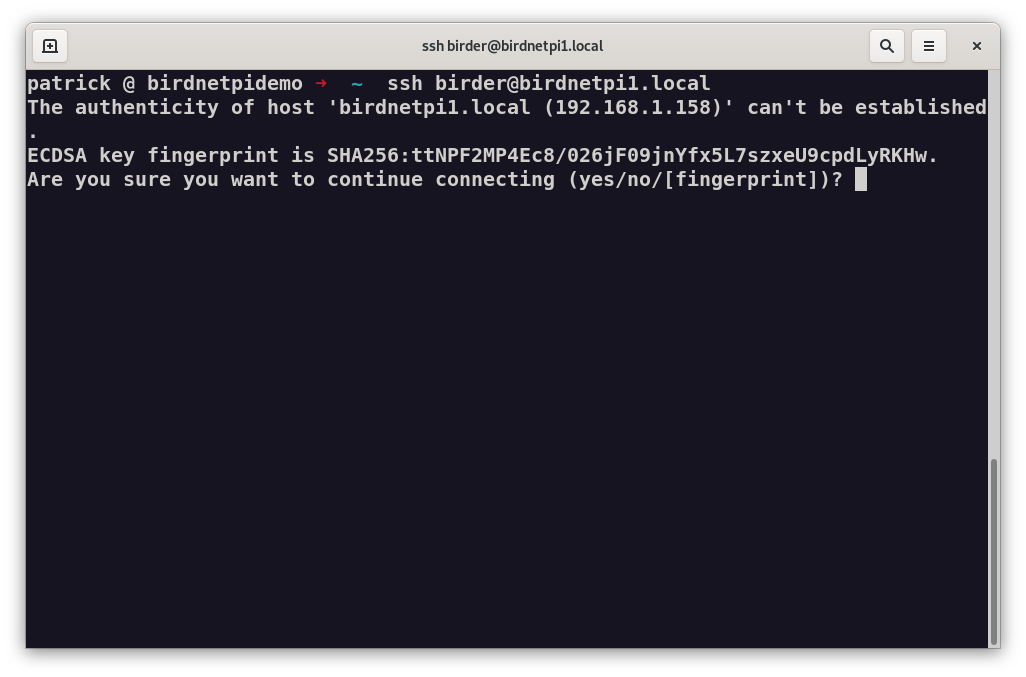 ssh birder@birdnetpi1.local
patrick @ birdnetpidemo ➜  ~  ssh birder@birdnetpi1.local
The authenticity of host 'birdnetpi1.local (192.168.1.158)' can't be established
.
ECDSA key fingerprint is SHA256:ttNPF2MP4Ec8/026jF09jnYfx5L7szxeU9cpdLyRKHw.
Are you sure you want to continue connecting (yes/no/[fingerprint])?